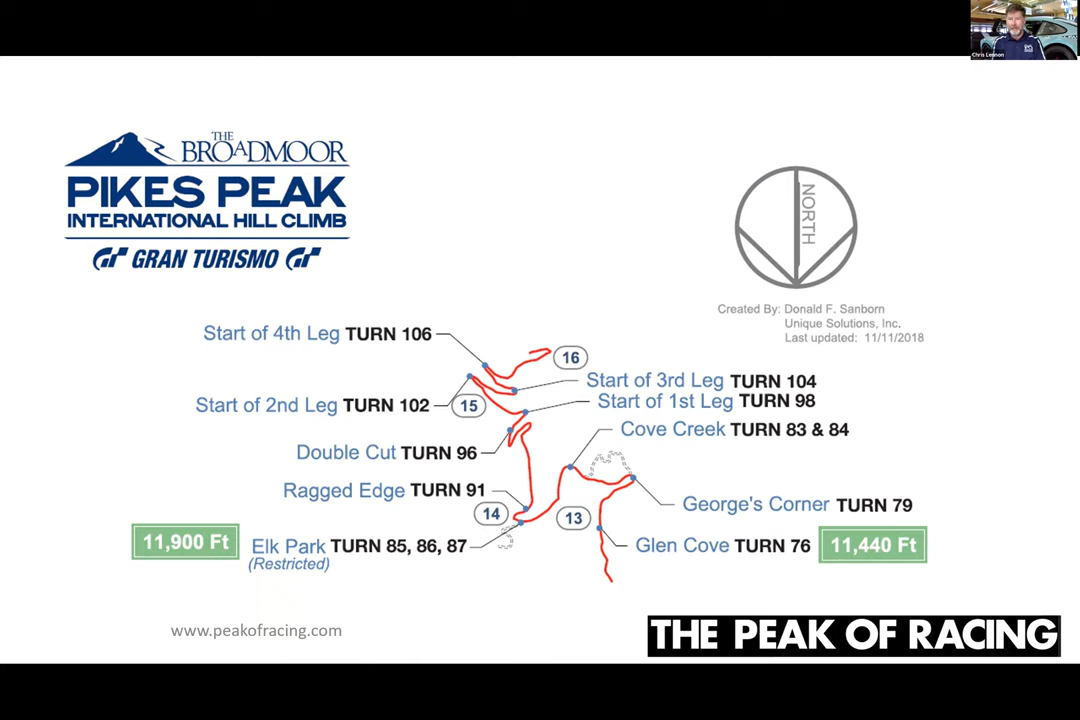 Chris Lennon
THE
BROADMOOR
PIKES PEAK
INTERNATIONAL HILL CLIMB
GRAN TURISMO
NORTH
Created By: Donald F. Sanborn
Unique Solutions, Inc.
Last updated: 11/11/2018
Start of 4th Leg TURN 106
16
Start of 3rd Leg TURN 104
Start of 2nd Leg TURN 102
15
Start of 1st Leg TURN 98
Cove Creek TURN 83 & 84
Double Cut TURN 96
Ragged Edge TURN 91
George's Corner TURN 79
14
13
11,900 Ft
Elk Park TURN 85, 86, 87
(Restricted)
Glen Cove TURN 76
11,440 Ft
www.peakofracing.com
THE PEAK OF RACING